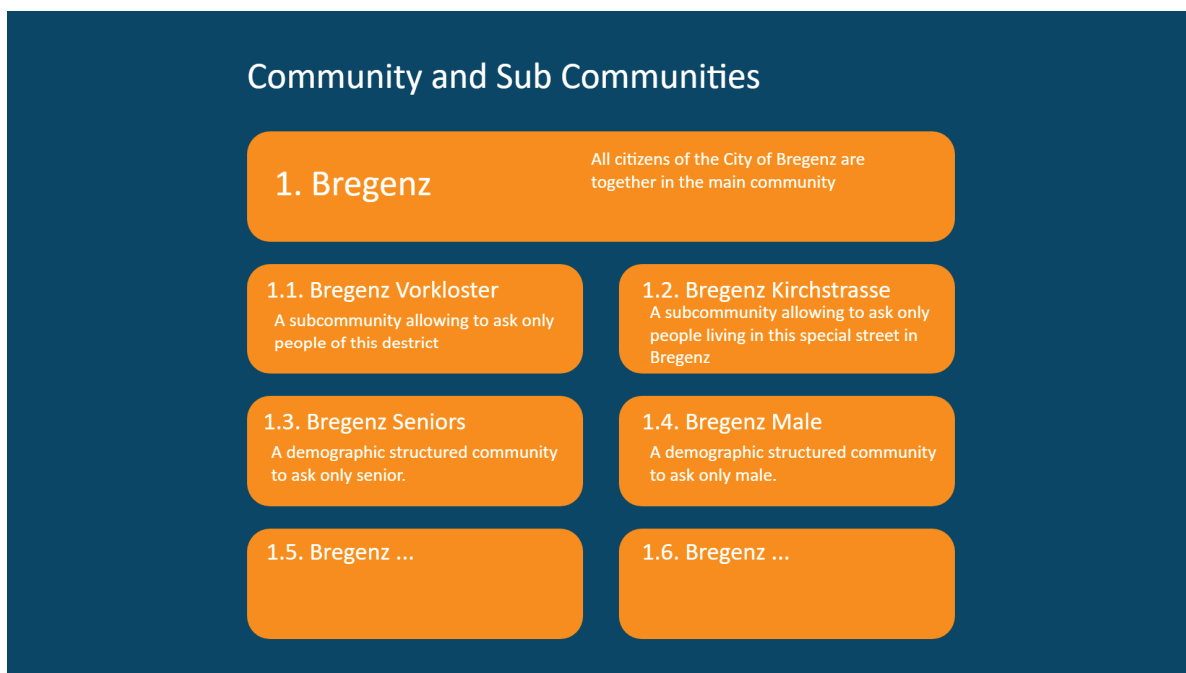 Community and Sub Communities
1. Bregenz
All citizens of the City of Bregenz are
together in the main community
1.1. Bregenz Vorkloster
A subcommunity allowing to ask only
people of this destrict
1.2. Bregenz Kirchstrasse
A subcommunity allowing to ask only
people living in this special street in
Bregenz
1.3. Bregenz Seniors
A demographic structured community
to ask only senior.
1.4. Bregenz Male
A demographic structured community
to ask only male.
1.5. Bregenz ...
1.6. Bregenz ...